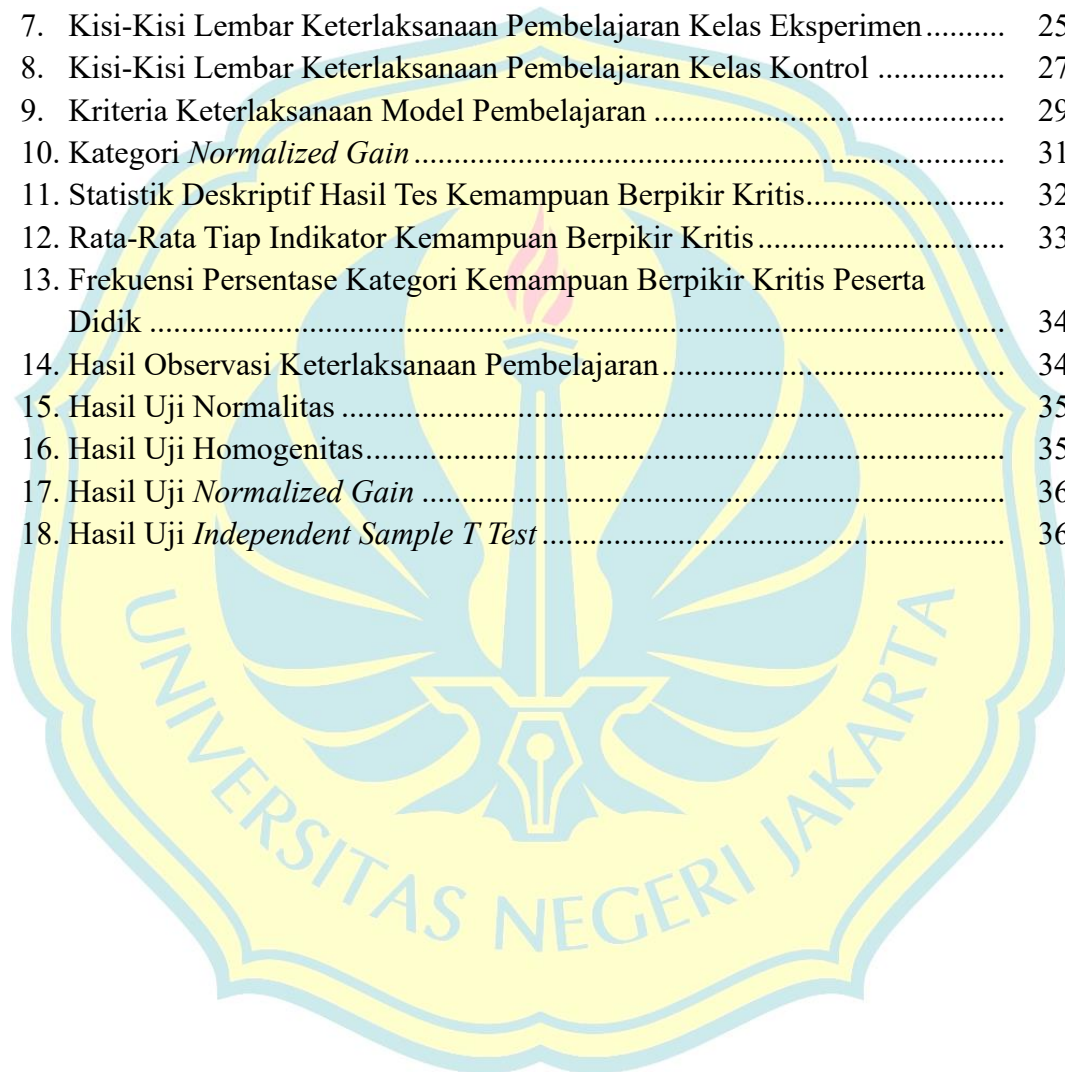 7. Kisi-Kisi Lembar Keterlaksanaan Pembelajaran Kelas Eksperimen .......... 25
8. Kisi-Kisi Lembar Keterlaksanaan Pembelajaran Kelas Kontrol ............... 27
9. Kriteria Keterlaksanaan Model Pembelajaran .......................................... 29
10. Kategori Normalized Gain ...................................................................... 31
11. Statistik Deskriptif Hasil Tes Kemampuan Berpikir Kritis ........................ 32
12. Rata-Rata Tiap Indikator Kemampuan Berpikir Kritis .............................. 33
13. Frekuensi Persentase Kategori Kemampuan Berpikir Kritis Peserta
Didik ...................................................................................................... 34
14. Hasil Observasi Keterlaksanaan Pembelajaran ......................................... 34
15. Hasil Uji Normalitas ............................................................................... 35
16. Hasil Uji Homogenitas ............................................................................ 35
17. Hasil Uji Normalized Gain ..................................................................... 36
18. Hasil Uji Independent Sample T Test ....................................................... 36
UNIVERSITAS NEGERI JAKARTA